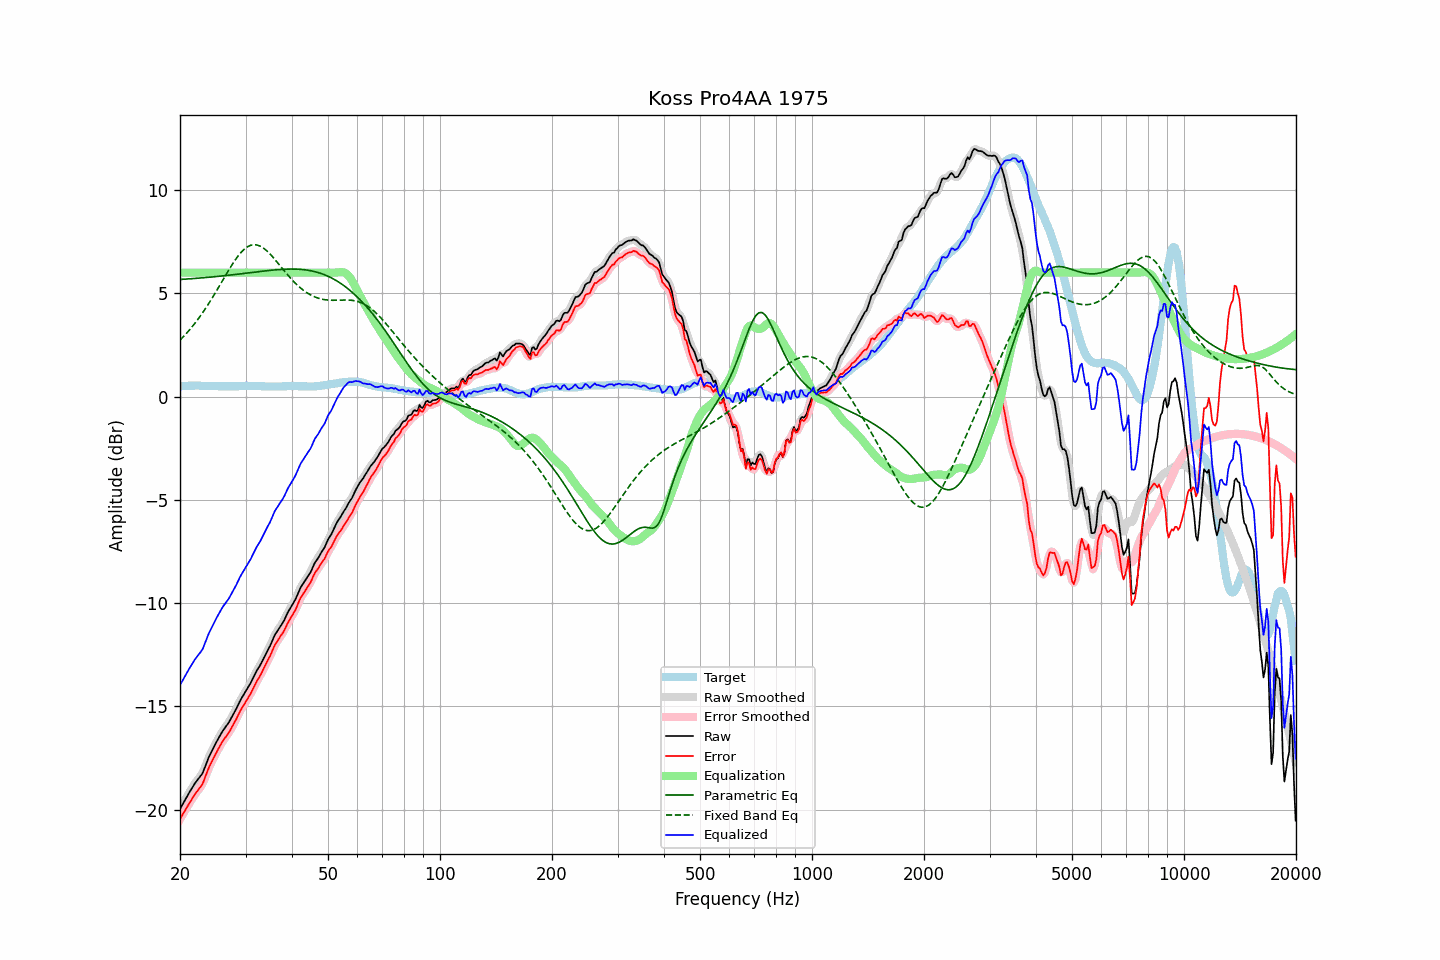 Koss Pro4AA 1975
Amplitude (dBr)
10
5
0
−5
−10
−15
−20
Target
Raw Smoothed
Error Smoothed
Raw
Error
Equalization
Parametric Eq
Fixed Band Eq
Equalized
20 50 100 200 500 1000 2000 5000 10000 20000
Frequency (Hz)